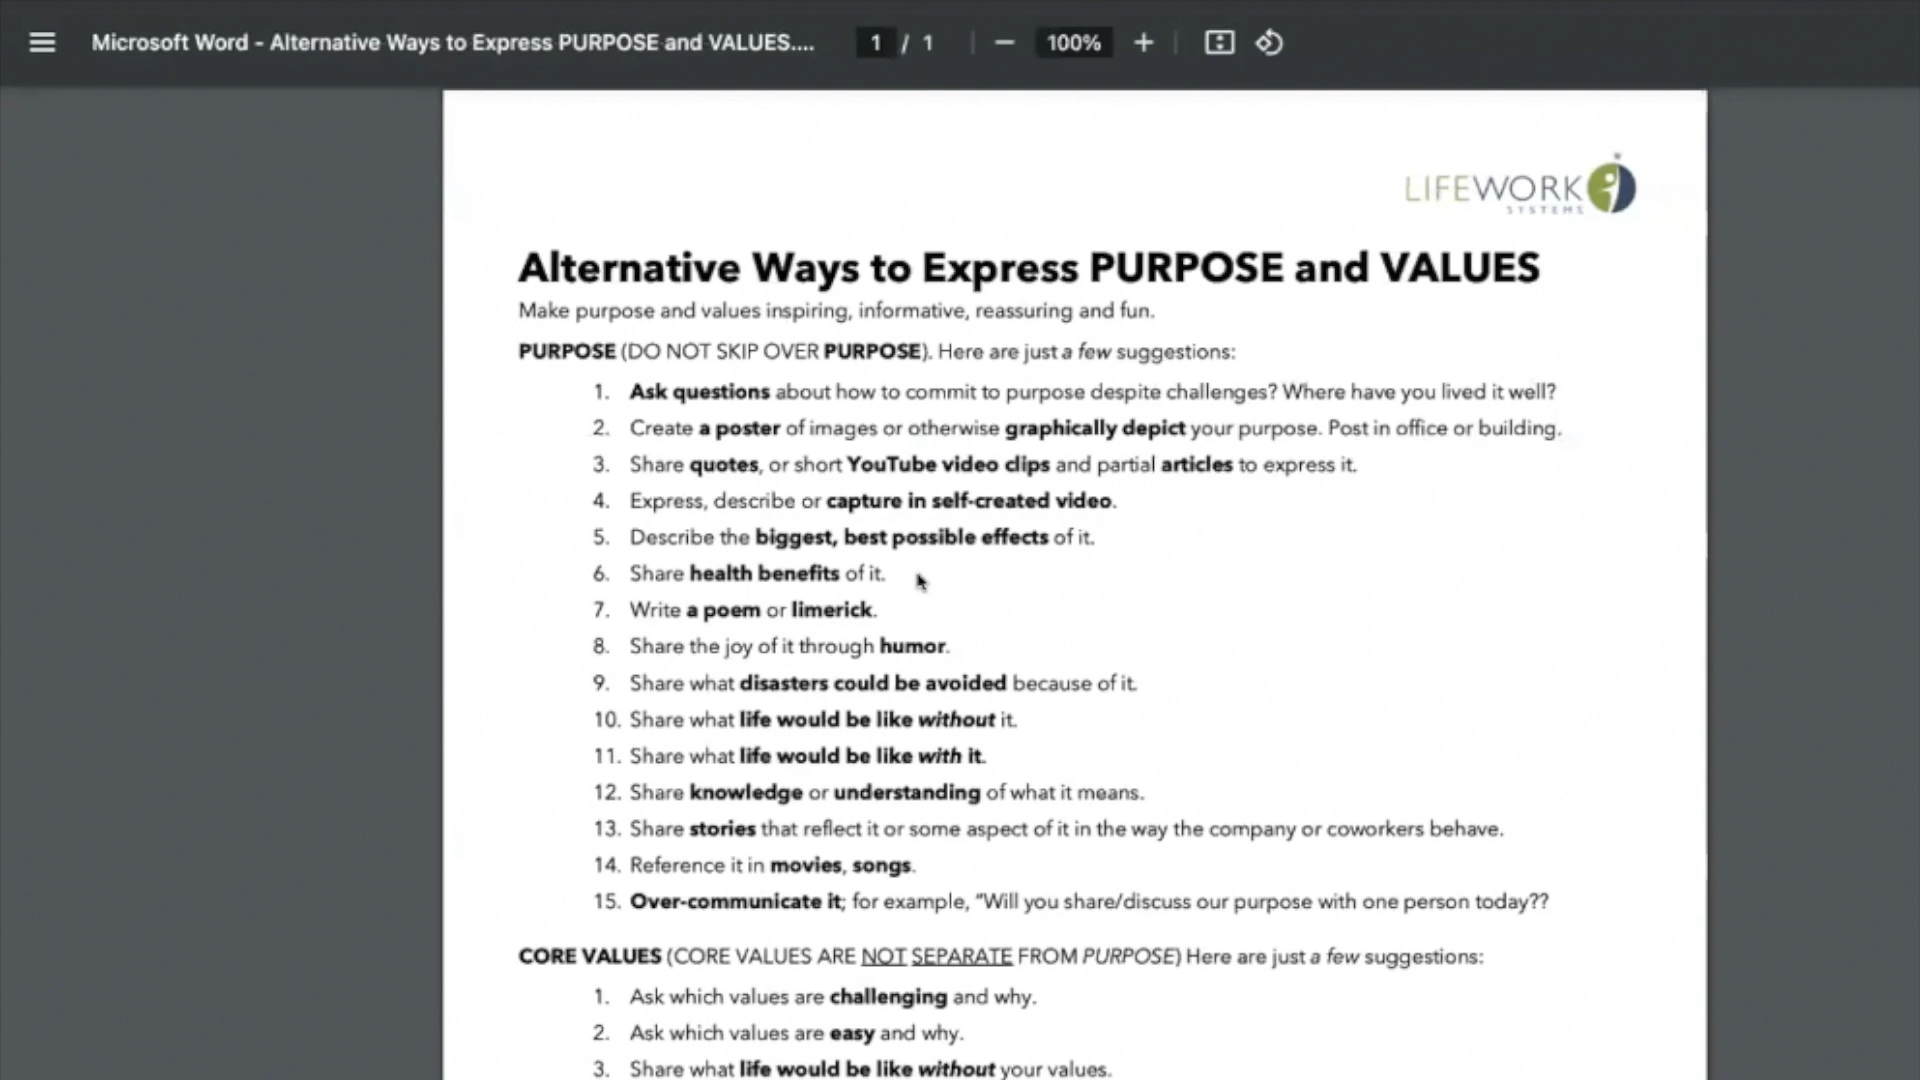 Microsoft Word - Alternative Ways to Express PURPOSE and VALUES....
1 / 1
100%
LIFEWORK
SYSTEMS
Alternative Ways to Express PURPOSE and VALUES
Make purpose and values inspiring, informative, reassuring and fun.
PURPOSE (DO NOT SKIP OVER PURPOSE). Here are just a few suggestions:
1. Ask questions about how to commit to purpose despite challenges? Where have you lived it well?
2. Create a poster of images or otherwise graphically depict your purpose. Post in office or building.
3. Share quotes, or short YouTube video clips and partial articles to express it.
4. Express, describe or capture in self-created video.
5. Describe the biggest, best possible effects of it.
6. Share health benefits of it.
7. Write a poem or limerick.
8. Share the joy of it through humor.
9. Share what disasters could be avoided because of it.
10. Share what life would be like without it.
11. Share what life would be like with it.
12. Share knowledge or understanding of what it means.
13. Share stories that reflect it or some aspect of it in the way the company or coworkers behave.
14. Reference it in movies, songs.
15. Over-communicate it; for example, “Will you share/discuss our purpose with one person today??
CORE VALUES (CORE VALUES ARE NOT SEPARATE FROM PURPOSE) Here are just a few suggestions:
1. Ask which values are challenging and why.
2. Ask which values are easy and why.
3. Share what life would be like without your values.